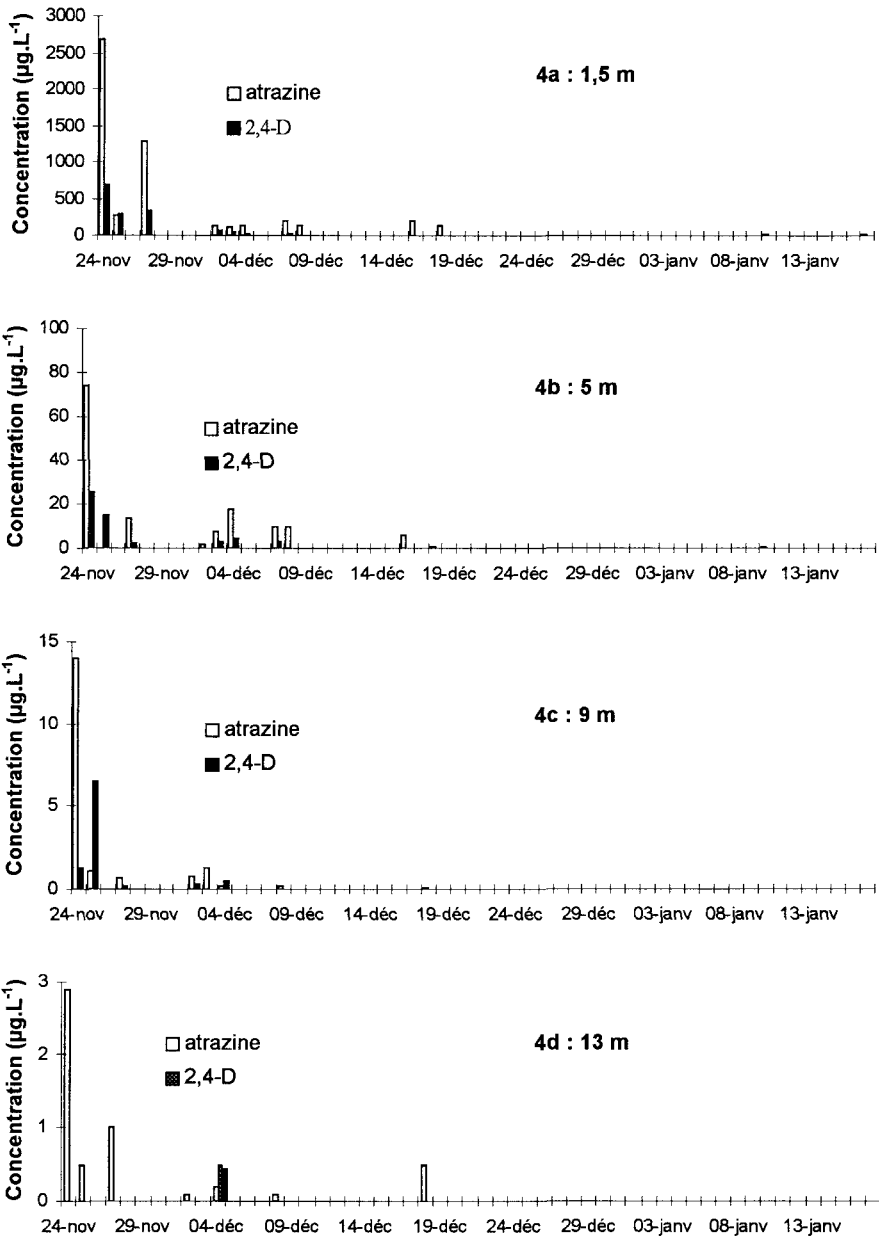 Concentration (µg.L⁻¹)
3000
2500
2000
1500
1000
500
0
4a : 1,5 m
atrazine
2,4-D
24-nov 29-nov 04-déc 09-déc 14-déc 19-déc 24-déc 29-déc 03-janv 08-janv 13-janv
Concentration (µg.L⁻¹)
100
80
60
40
20
0
4b : 5 m
atrazine
2,4-D
24-nov 29-nov 04-déc 09-déc 14-déc 19-déc 24-déc 29-déc 03-janv 08-janv 13-janv
Concentration (µg.L⁻¹)
15
10
5
0
4c : 9 m
atrazine
2,4-D
24-nov 29-nov 04-déc 09-déc 14-déc 19-déc 24-déc 29-déc 03-janv 08-janv 13-janv
Concentration (µg.L⁻¹)
3
2
1
0
4d : 13 m
atrazine
2,4-D
24-nov 29-nov 04-déc 09-déc 14-déc 19-déc 24-déc 29-déc 03-janv 08-janv 13-janv